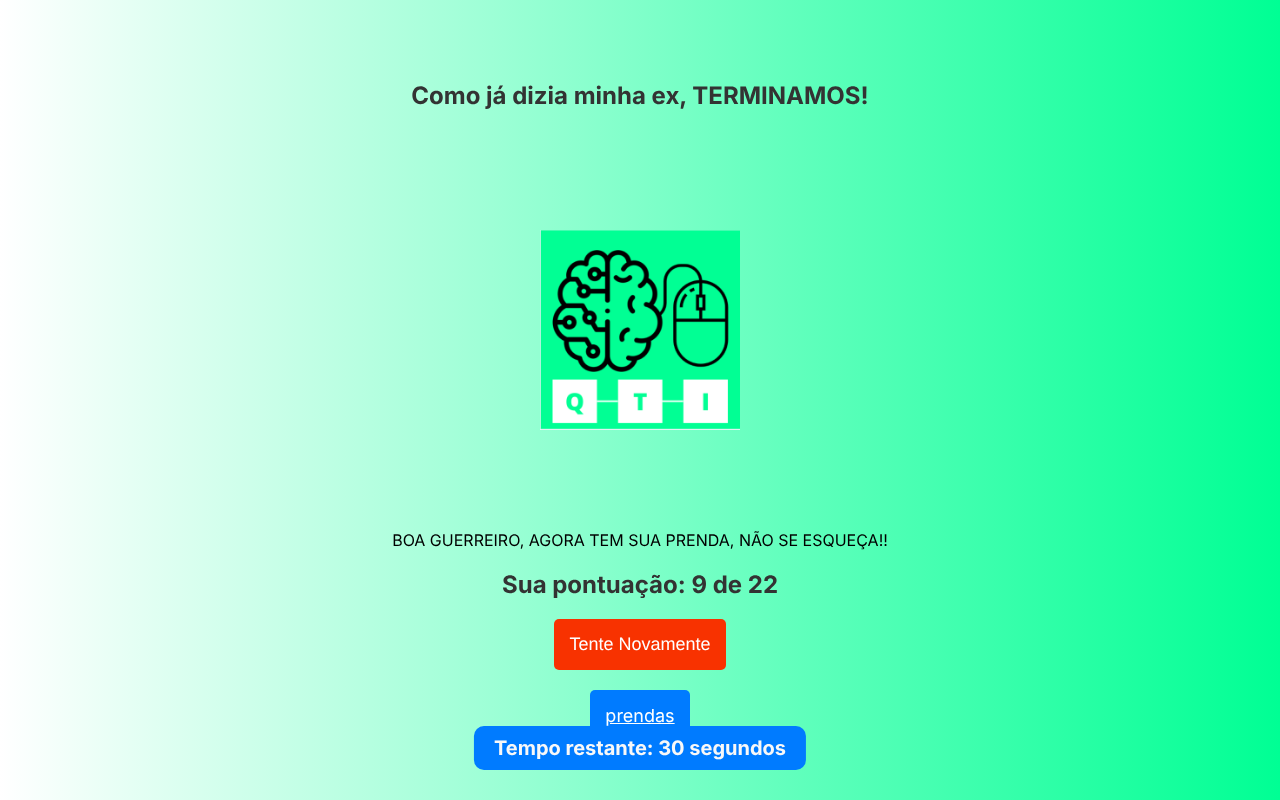 Como já dizia minha ex, TERMINAMOS!
Q T I
BOA GUERREIRO, AGORA TEM SUA PRENDA, NÃO SE ESQUEÇA!!
Sua pontuação: 9 de 22
Tente Novamente
prendas
Tempo restante: 30 segundos